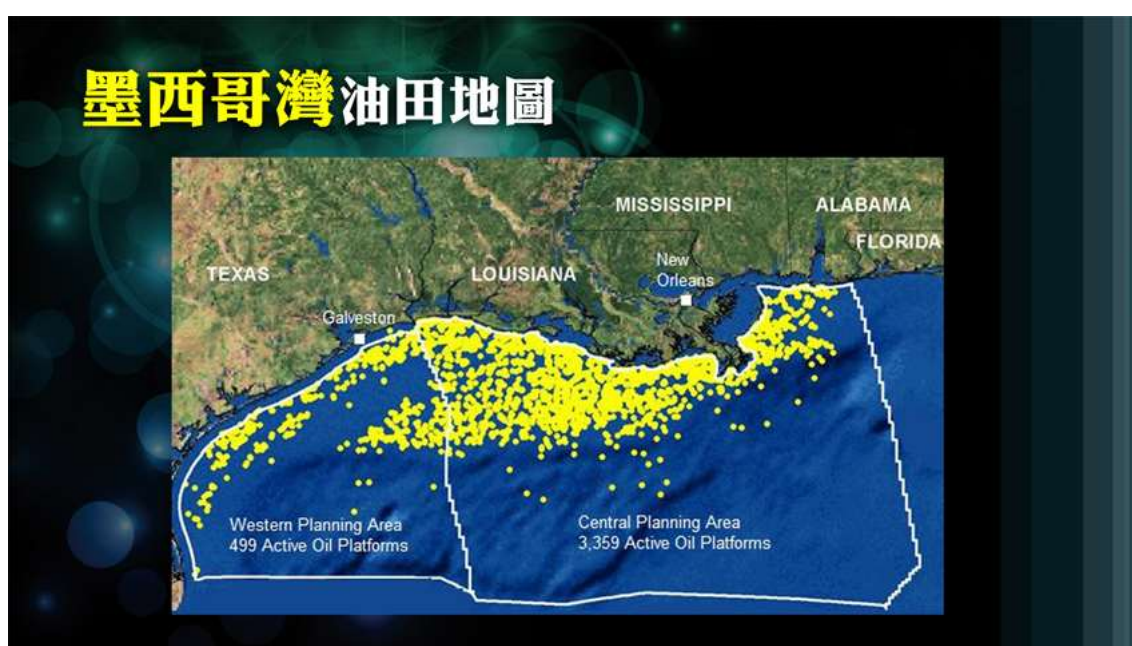 墨西哥灣油田地圖
MISSISSIPPI
ALABAMA
FLORIDA
TEXAS
LOUISIANA
New
Orleans
Galveston
Western Planning Area
499 Active Oil Platforms
Central Planning Area
3,359 Active Oil Platforms